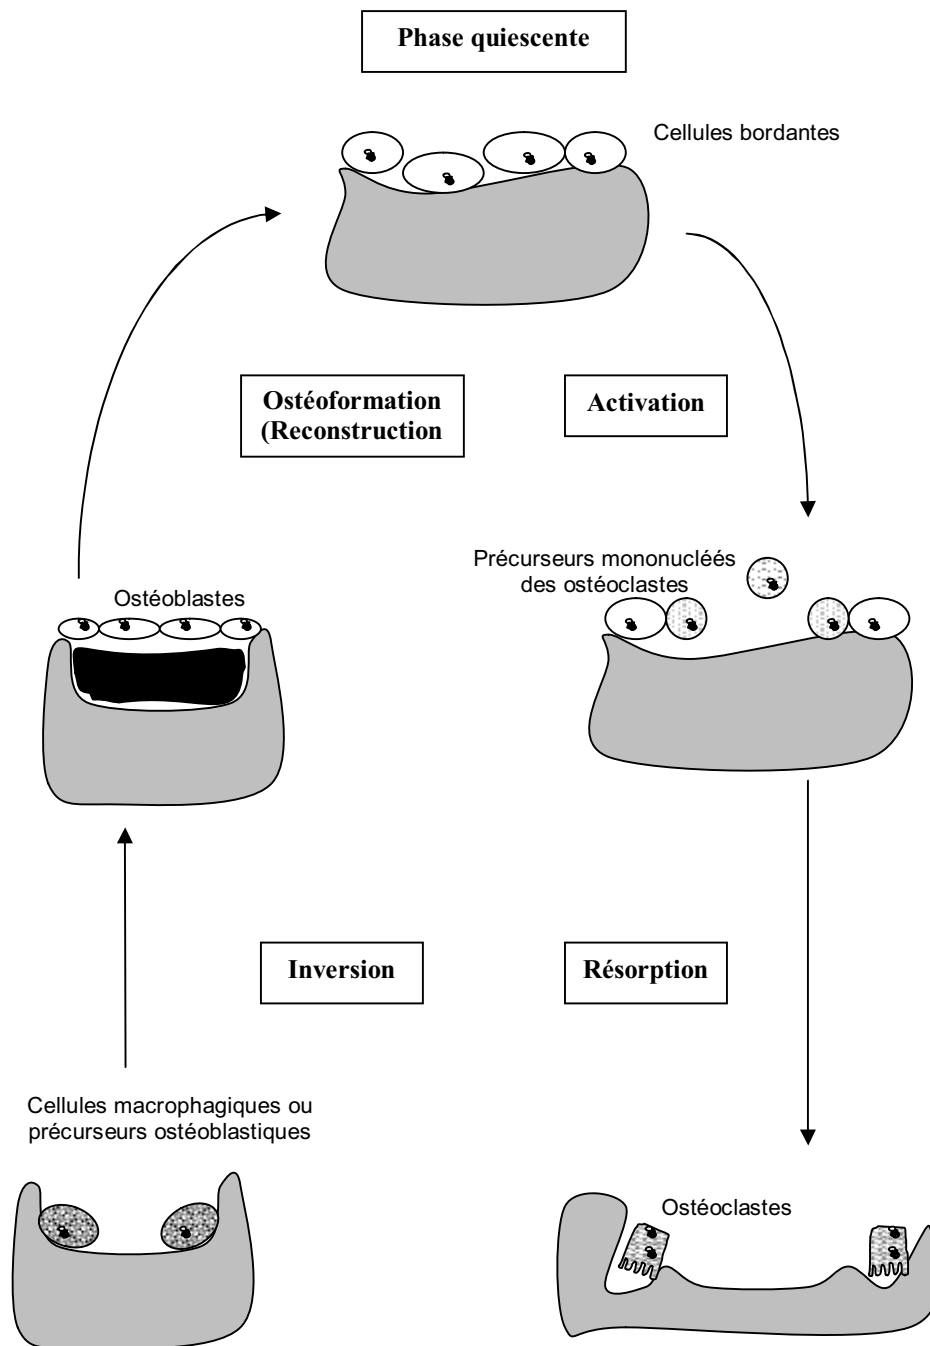 Phase quiescente
Cellules bordantes
Ostéoformation
(Reconstruction
Activation
Précurseurs mononucléés
des ostéoclastes
Ostéoblastes
Inversion
Résorption
Cellules macrophagiques ou
précurseurs ostéoblastiques
Ostéoclastes